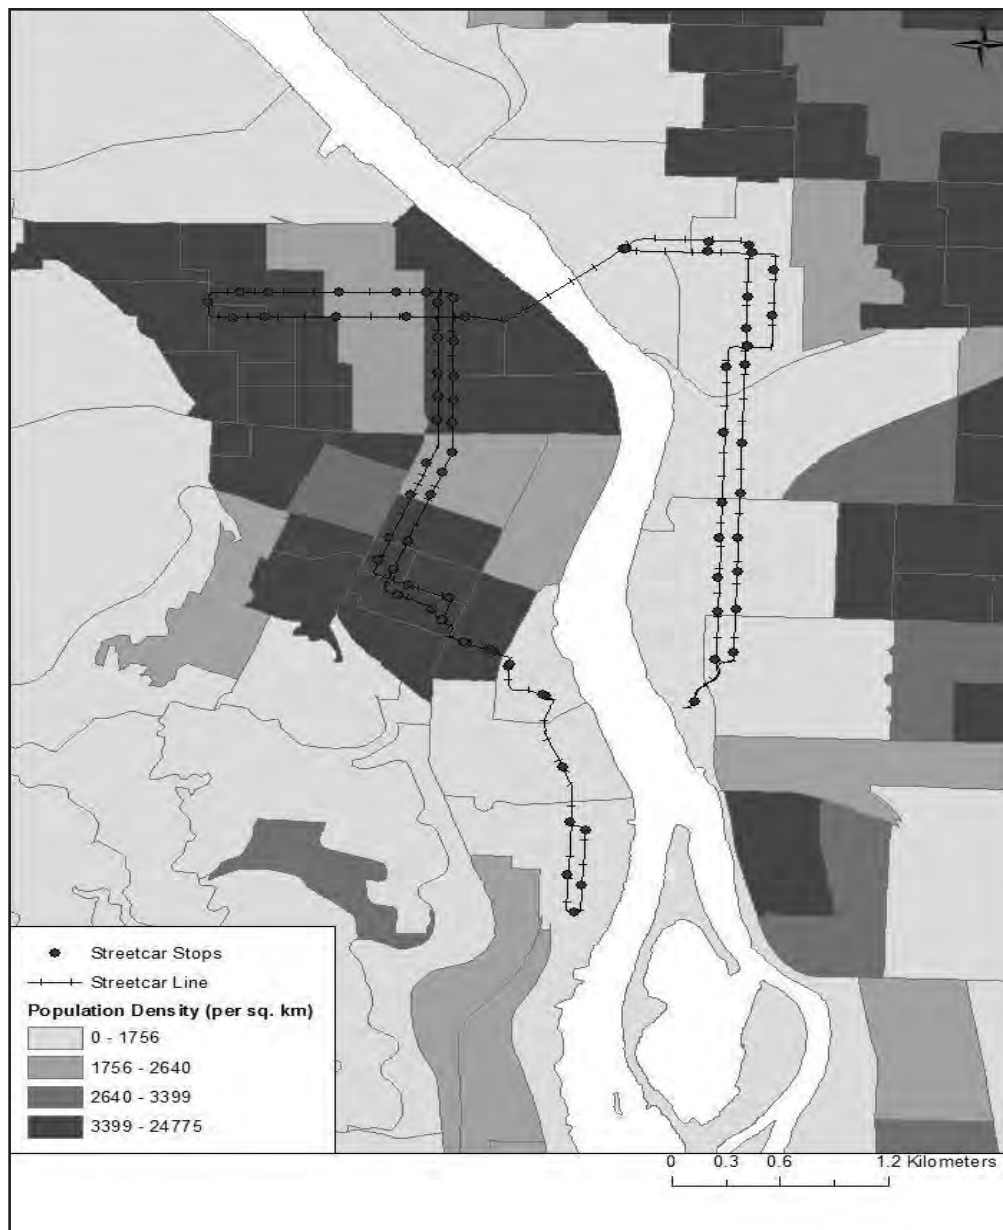 Streetcar Stops
Streetcar Line
Population Density (per sq. km)
0 - 1756
1756 - 2640
2640 - 3399
3399 - 24775
0 0.3 0.6 1.2 Kilometers